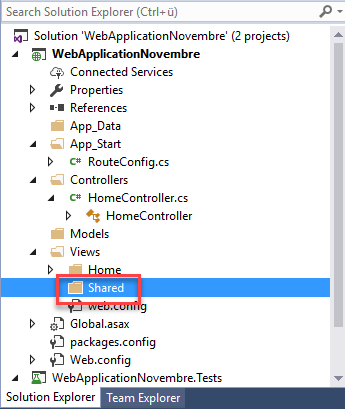 Search Solution Explorer (Ctrl+ü)
Solution 'WebApplicationNovembre' (2 projects)
WebApplicationNovembre
Connected Services
Properties
References
App_Data
App_Start
C# RouteConfig.cs
Controllers
C# HomeController.cs
HomeController
Models
Views
Home
Shared
web.config
Global.asax
packages.config
Web.config
WebApplicationNovembre.Tests
Solution Explorer Team Explorer